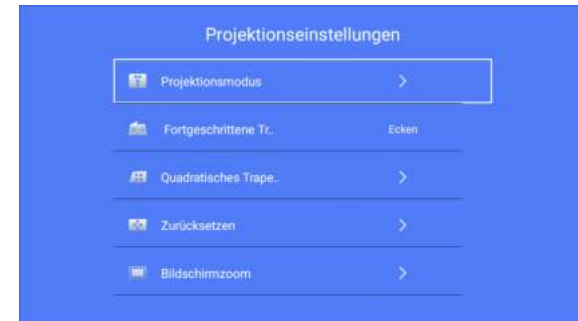 Projektionseinstellungen
Projektionsmodus
Fortgeschrittene Tr.. Ecken
Quadratisches Trape..
Zurücksetzen
Bildschirmzoom